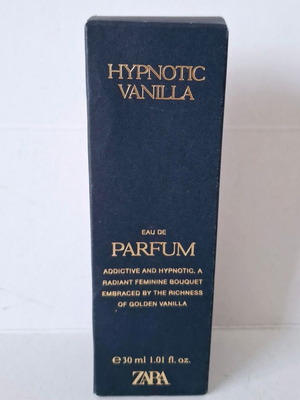 HYPNOTIC
VANILLA
EAU DE
PARFUM
ADDICTIVE AND HYPNOTIC, A
RADIANT FEMININE BOUQUET
EMBRACED BY THE RICHNESS
OF GOLDEN VANILLA
℮30 ml 1.01 fl. oz.
ZARA